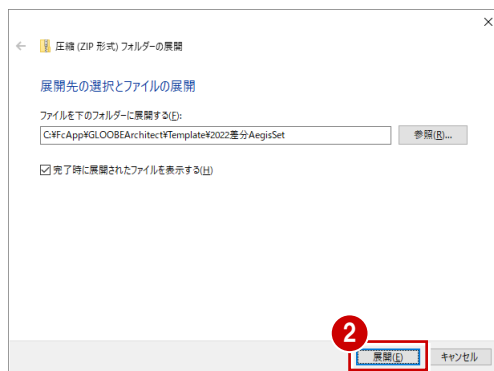 圧縮 (ZIP 形式) フォルダーの展開
展開先の選択とファイルの展開
ファイルを下のフォルダーに展開する(F):
C:¥FcApp¥GLOOBEArchitect¥Template¥2022差分AegisSet
参照(R)...
完了時に展開されたファイルを表示する(H)
2
展開(E)
キャンセル